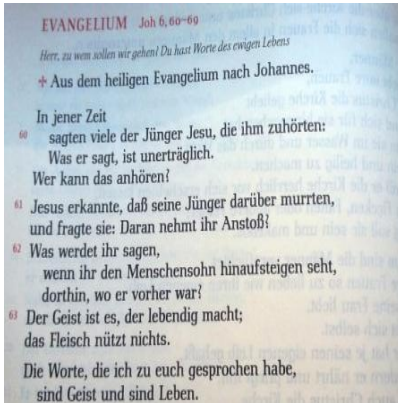 EVANGELIUM Joh 6,60–69
Herr, zu wem sollen wir gehen? Du hast Worte des ewigen Lebens
+ Aus dem heiligen Evangelium nach Johannes.
In jener Zeit
60 sagten viele der Jünger Jesu, die ihm zuhörten:
Was er sagt, ist unerträglich.
Wer kann das anhören?
61 Jesus erkannte, daß seine Jünger darüber murrten,
und fragte sie: Daran nehmt ihr Anstoß?
62 Was werdet ihr sagen,
wenn ihr den Menschensohn hinaufsteigen seht,
dorthin, wo er vorher war?
63 Der Geist ist es, der lebendig macht;
das Fleisch nützt nichts.
Die Worte, die ich zu euch gesprochen habe,
sind Geist und sind Leben.